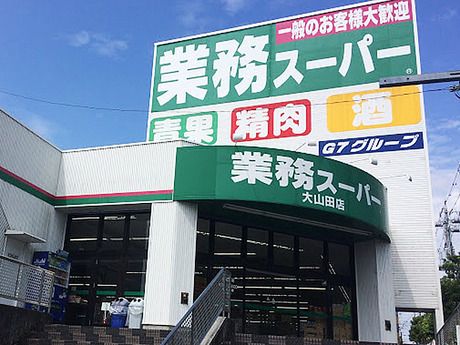 一般のお客様大歓迎
業務スーパー
青果
精肉
酒
G7グループ
業務スーパー
大山田店